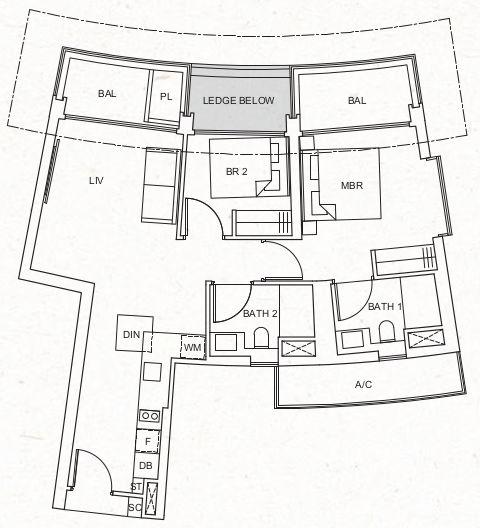 BAL
PL
LEDGE BELOW
BAL
LIV
BR 2
MBR
BATH 2
BATH 1
DIN
WM
A/C
F
DB
ST
SC